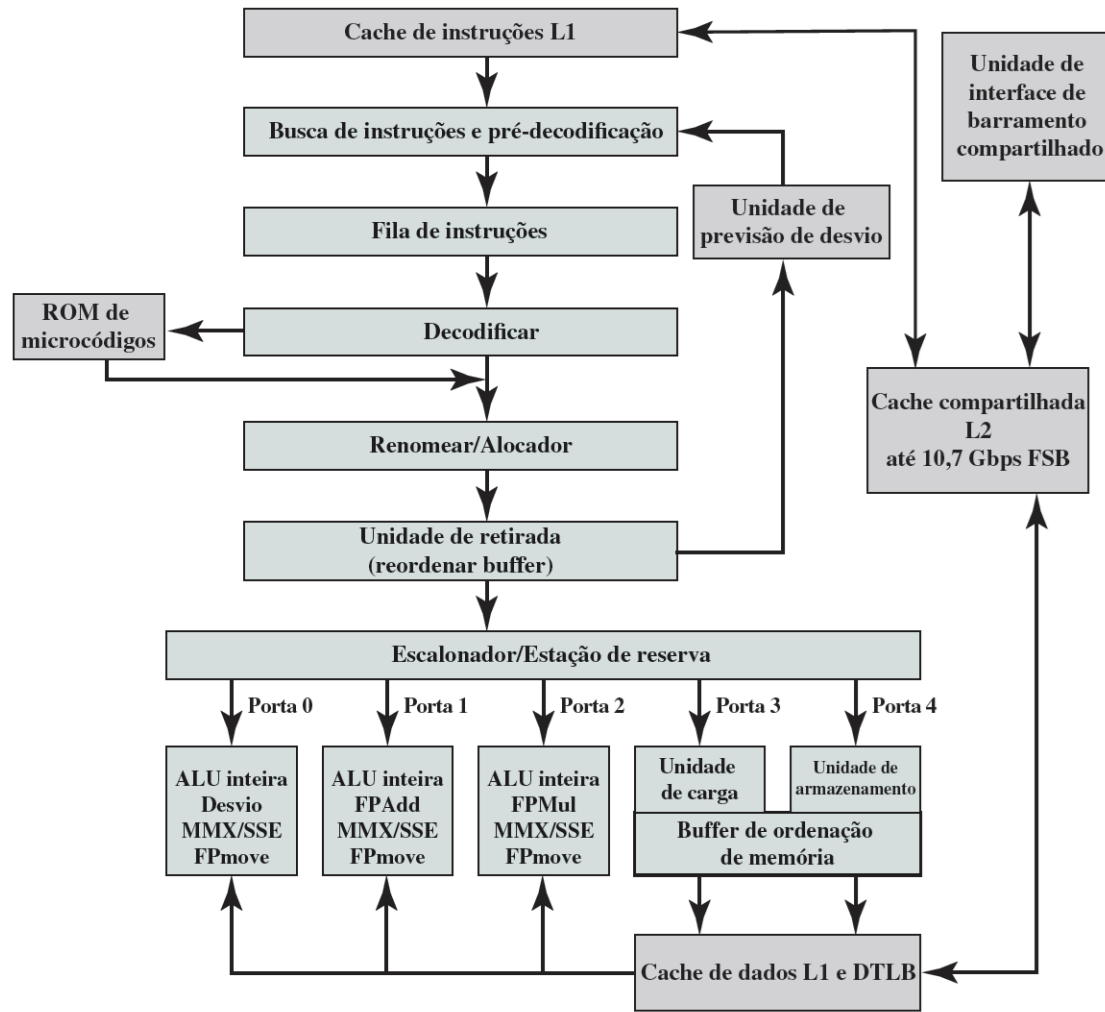 Cache de instruções L1
Unidade de
interface de
barramento
compartilhado
Busca de instruções e pré-decodificação
Unidade de
previsão de desvio
Fila de instruções
ROM de
microcódigos
Decodificar
Cache compartilhada
L2
até 10,7 Gbps FSB
Renomear/Alocador
Unidade de retirada
(reordenar buffer)
Escalonador/Estação de reserva
Porta 0
Porta 1
Porta 2
Porta 3
Porta 4
ALU inteira
Desvio
MMX/SSE
FPmove
ALU inteira
FPAdd
MMX/SSE
FPmove
ALU inteira
FPMul
MMX/SSE
FPmove
Unidade
de carga
Unidade de
armazenamento
Buffer de ordenação
de memória
Cache de dados L1 e DTLB